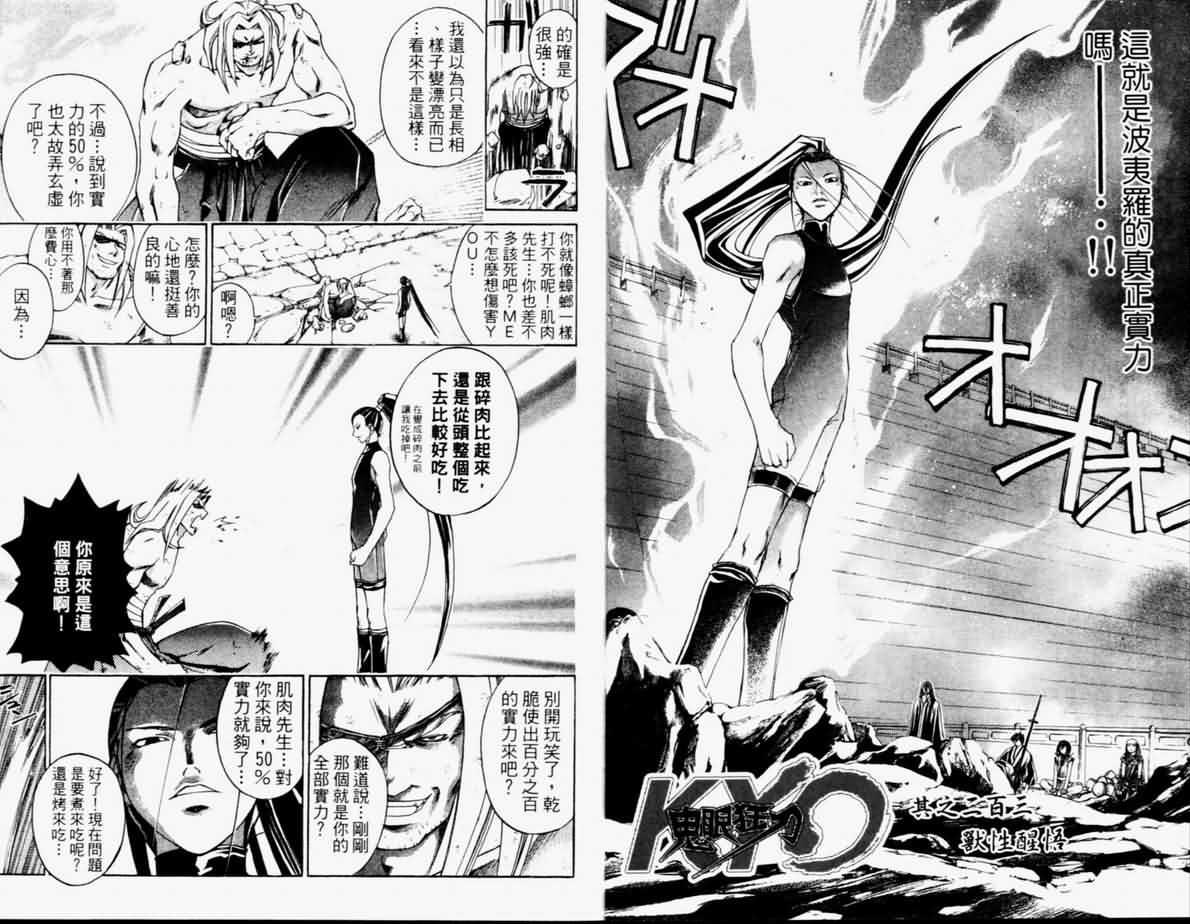 這就是波夷羅的真正實力
嗎————‥!!
オオ
オオオオ
KYO
鬼眼狂刀
其之二百三
獸性醒悟
的確是
很強…
ガ
ラ
我還以為只是長相
、樣子變漂亮而已
…看來不是這樣…
不過…說到實
力的50%，你
也太故弄玄虛
了吧？
你就像蟑螂一樣
打不死呢！肌肉
先生…你也差不
多該死吧？ME
不怎麼想傷害Y
OU…
啊嗯？
怎麼？你的
心地還挺善
良的嘛！
你用不著那
麼費心…
因為…
跟碎肉比起來，
還是從頭整個吃
下去比較好吃！
在變成碎肉之前
讓我吃掉吧！
你原來是這
個意思啊！
別開玩笑了，乾
脆使出百分之百
的實力來吧？
難道說…剛剛
那個就是你的
全部實力？
肌肉先生…對
你來說，50%
實力就夠了…
好了！現在問題
是要煮來吃呢？
還是烤來吃…